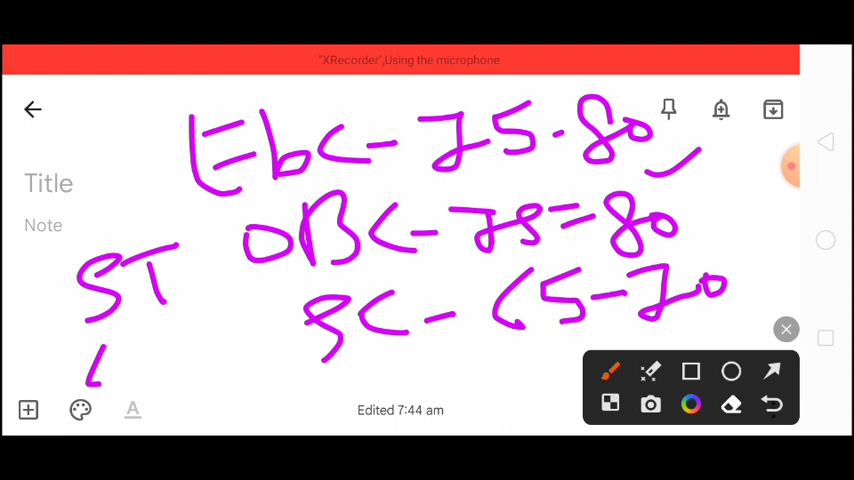 "XRecorder",Using the microphone
Ebc - 75-80
Title
Note
OBC - 78=80
ST
SC - 65-70
Edited 7:44 am
A